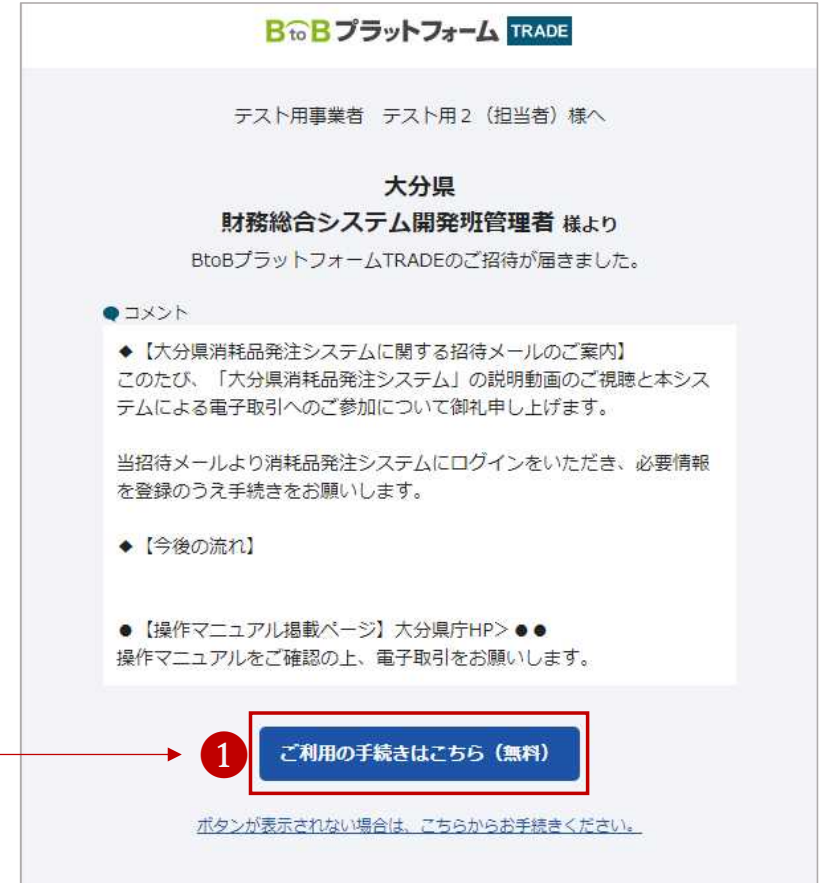 BtoBプラットフォーム TRADE
テスト用事業者　テスト用２（担当者）様へ
大分県
財務総合システム開発班管理者 様より
BtoBプラットフォームTRADEのご招待が届きました。
コメント
◆【大分県消耗品発注システムに関する招待メールのご案内】
このたび、「大分県消耗品発注システム」の説明動画のご視聴と本シス
テムによる電子取引へのご参加について御礼申し上げます。
当招待メールより消耗品発注システムにログインをいただき、必要情報
を登録のうえ手続きをお願いします。
◆【今後の流れ】
●【操作マニュアル掲載ページ】大分県庁HP>●●
操作マニュアルをご確認の上、電子取引をお願いします。
1 ご利用の手続きはこちら（無料）
ボタンが表示されない場合は、こちらからお手続きください。